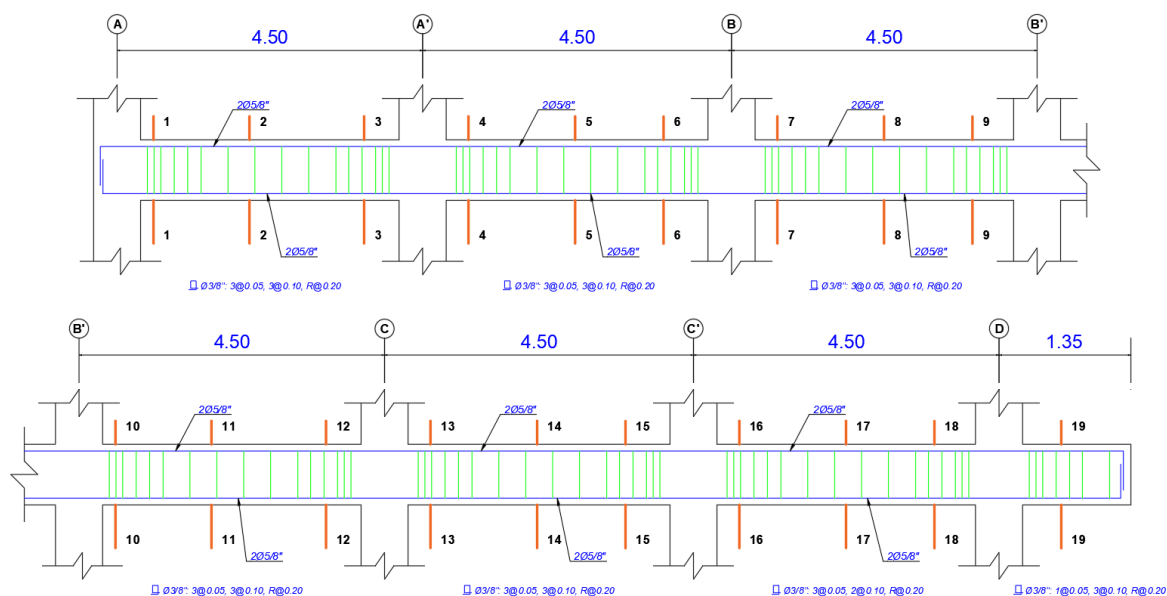 A A' B B'
4.50 4.50 4.50
2Ø5/8" 2Ø5/8" 2Ø5/8"
1 2 3 4 5 6 7 8 9
1 2 3 4 5 6 7 8 9
2Ø5/8" 2Ø5/8" 2Ø5/8"
Ø3/8": 3@0.05, 3@0.10, R@0.20 Ø3/8": 3@0.05, 3@0.10, R@0.20 Ø3/8": 3@0.05, 3@0.10, R@0.20
B' C C' D
4.50 4.50 4.50 1.35
2Ø5/8" 2Ø5/8" 2Ø5/8"
10 11 12 13 14 15 16 17 18 19
10 11 12 13 14 15 16 17 18 19
2Ø5/8" 2Ø5/8" 2Ø5/8"
Ø3/8": 3@0.05, 3@0.10, R@0.20 Ø3/8": 3@0.05, 3@0.10, R@0.20 Ø3/8": 3@0.05, 2@0.10, R@0.20 Ø3/8": 1@0.05, 3@0.10, R@0.20